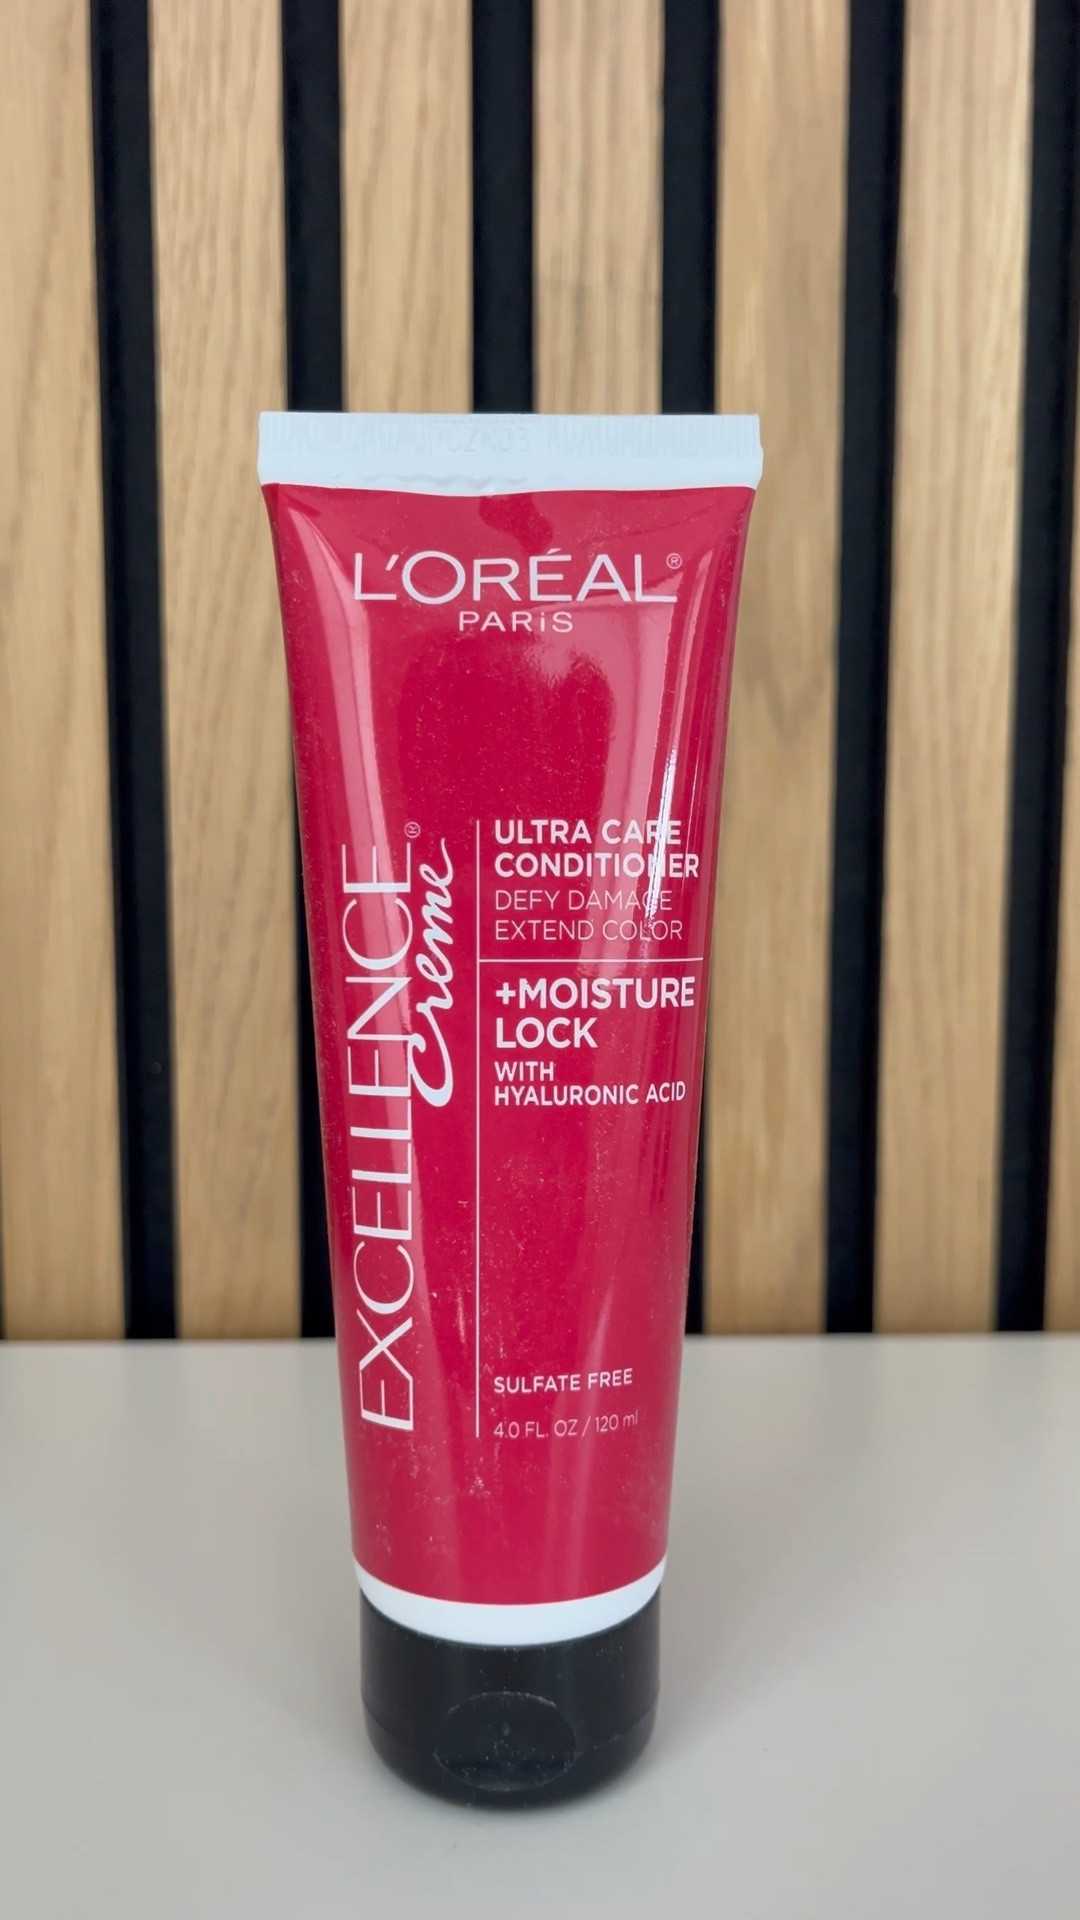 L'ORÉAL®
PARiS
EXCELLENCE®
Creme
ULTRA CARE
CONDITIONER
DEFY DAMAGE
EXTEND COLOR
+MOISTURE
LOCK
WITH
HYALURONIC ACID
SULFATE FREE
4.0 FL. OZ / 120 ml